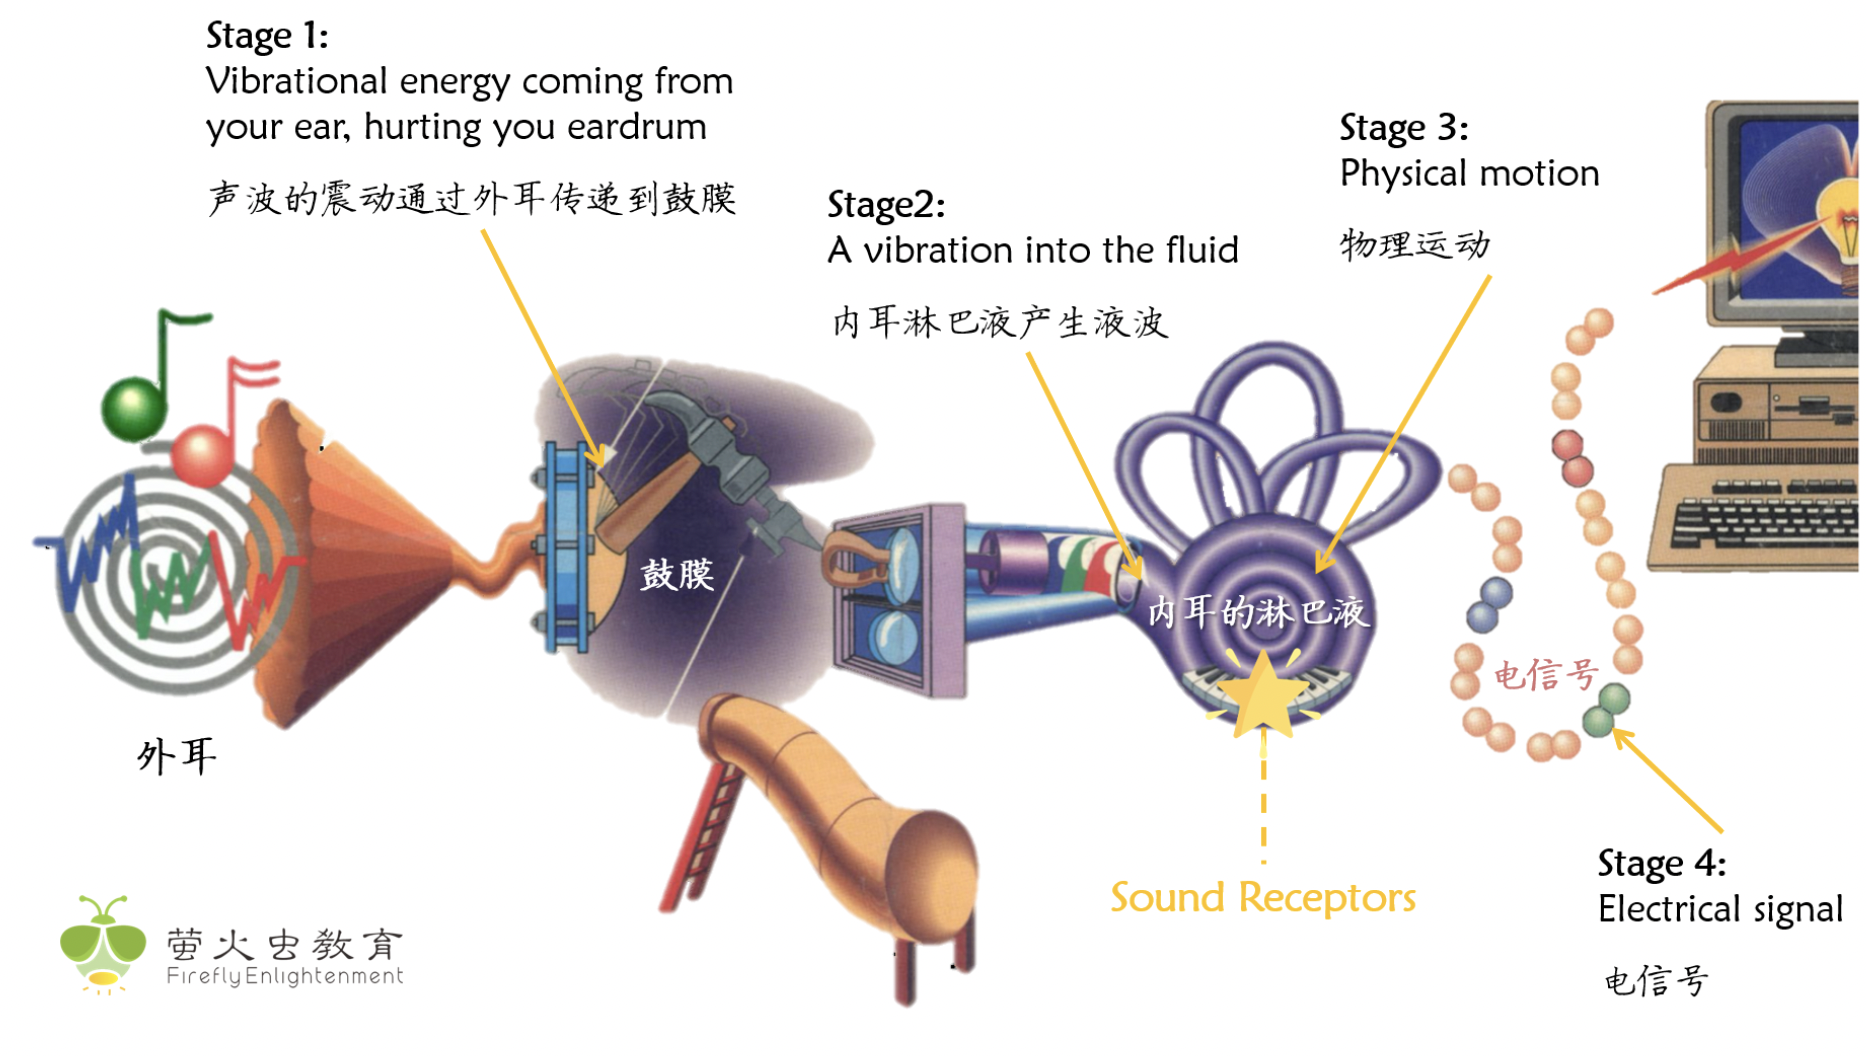 Stage 1:
Vibrational energy coming from
your ear, hurting you eardrum
声波的震动通过外耳传递到鼓膜
Stage2:
A vibration into the fluid
内耳淋巴液产生液波
Stage 3:
Physical motion
物理运动
鼓膜
内耳的淋巴液
电信号
外耳
Sound Receptors
Stage 4:
Electrical signal
电信号
萤火虫教育
FireflyEnlightenment